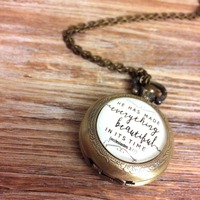 HE HAS MADE
everything
beautiful
IN ITS TIME